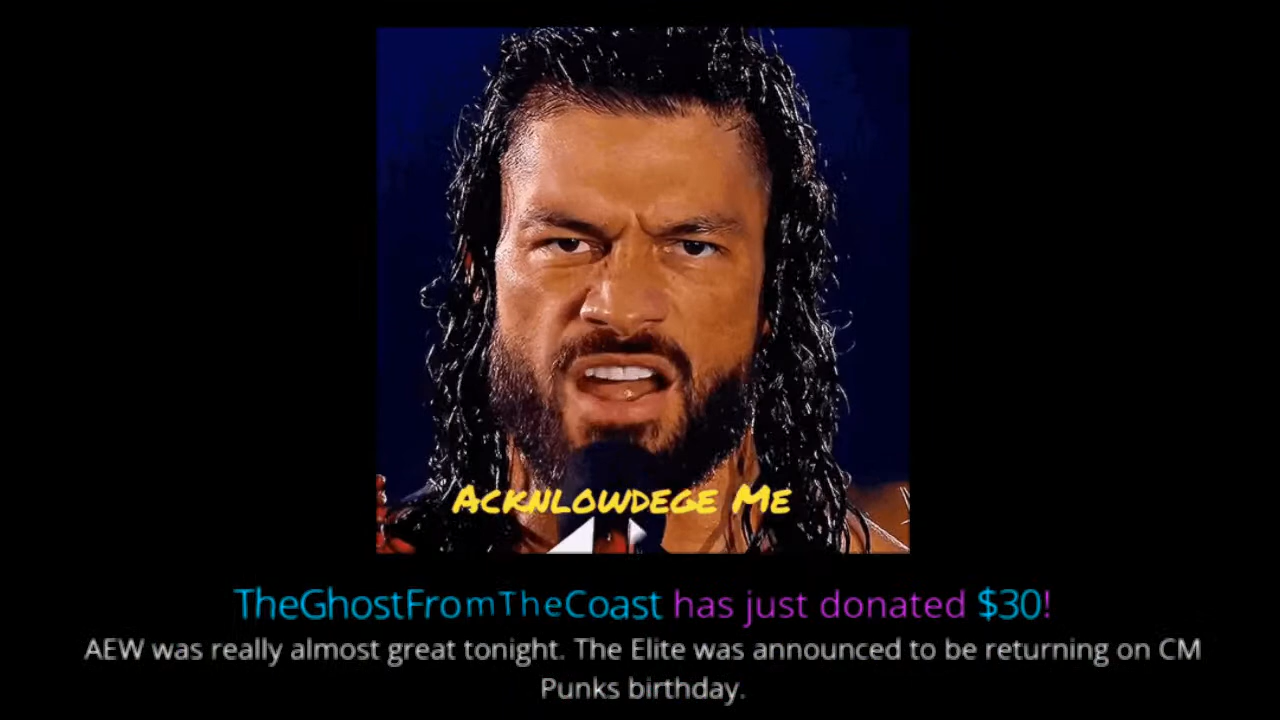 Acknlowdege Me
TheGhostFromTheCoast has just donated $30!
AEW was really almost great tonight. The Elite was announced to be returning on CM
Punks birthday.